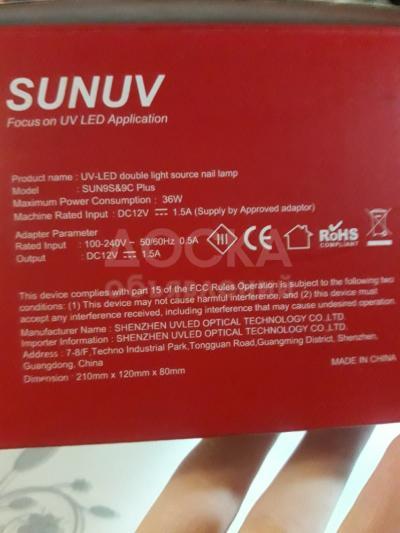 SUNUV
Focus on UV LED Application
Product name : UV-LED double light source nail lamp
Model : SUN9S&9C Plus
Maximum Power Consumption : 36W
Machine Rated Input : DC12V ⎓ 1.5A (Supply by Approved adaptor)
Adapter Parameter
Rated Input : 100-240V~ 50/60Hz 0.5A
Output : DC12V ⎓ 1.5A
CE
RoHS
COMPLIANT
ДОСКА
This device complies with part 15 of the FCC Rules Operation is subject to the following two
conditions: (1) This device may not cause harmful interference, and (2) this device must
accept any interference received, including interference that may cause undesired operation.
Manufacturer Name : SHENZHEN UVLED OPTICAL TECHNOLOGY CO.,LTD.
Importer Information : SHENZHEN UVLED OPTICAL TECHNOLOGY CO.,LTD.
Address : 7-8/F,Techno Industrial Park,Tongguan Road,Guangming District, Shenzhen,
Guangdong, China
Dimension : 210mm x 120mm x 80mm
MADE IN CHINA